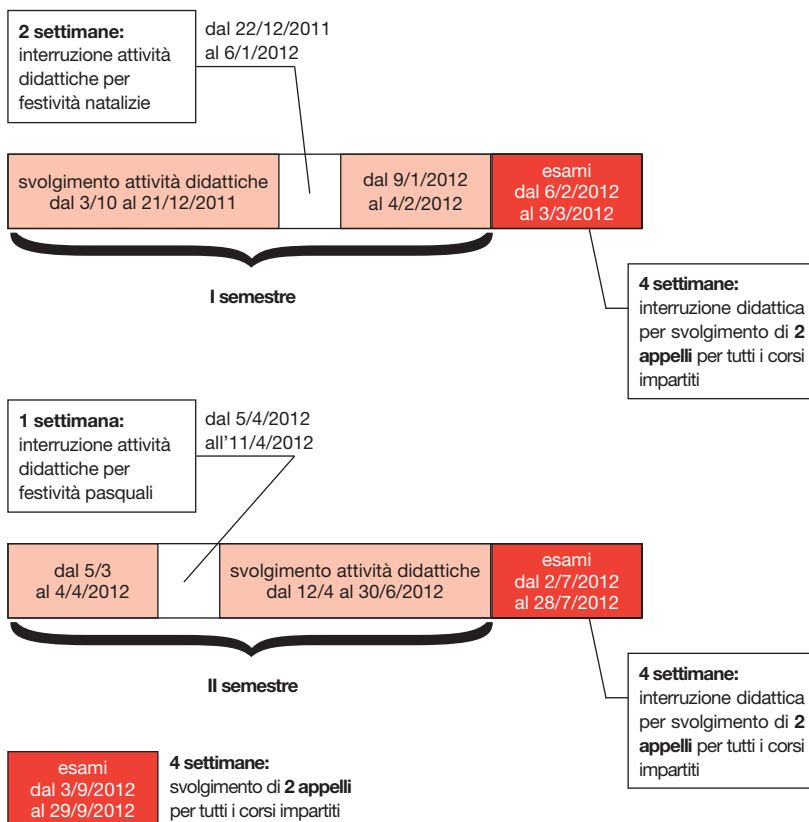 2 settimane:
interruzione attività
didattiche per
festività natalizie
dal 22/12/2011
al 6/1/2012
svolgimento attività didattiche
dal 3/10 al 21/12/2011
dal 9/1/2012
al 4/2/2012
esami
dal 6/2/2012
al 3/3/2012
I semestre
4 settimane:
interruzione didattica
per svolgimento di 2
appelli per tutti i corsi
impartiti
1 settimana:
interruzione attività
didattiche per
festività pasquali
dal 5/4/2012
all'11/4/2012
dal 5/3
al 4/4/2012
svolgimento attività didattiche
dal 12/4 al 30/6/2012
esami
dal 2/7/2012
al 28/7/2012
II semestre
4 settimane:
interruzione didattica
per svolgimento di 2
appelli per tutti i corsi
impartiti
esami
dal 3/9/2012
al 29/9/2012
4 settimane:
svolgimento di 2 appelli
per tutti i corsi impartiti